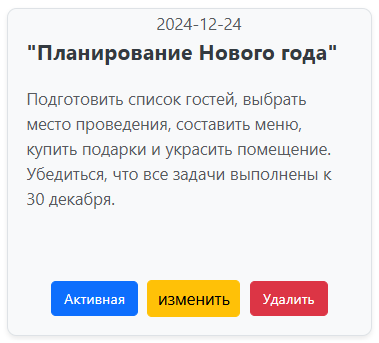 2024-12-24
"Планирование Нового года"
Подготовить список гостей, выбрать
место проведения, составить меню,
купить подарки и украсить помещение.
Убедиться, что все задачи выполнены к
30 декабря.
Активная изменить Удалить